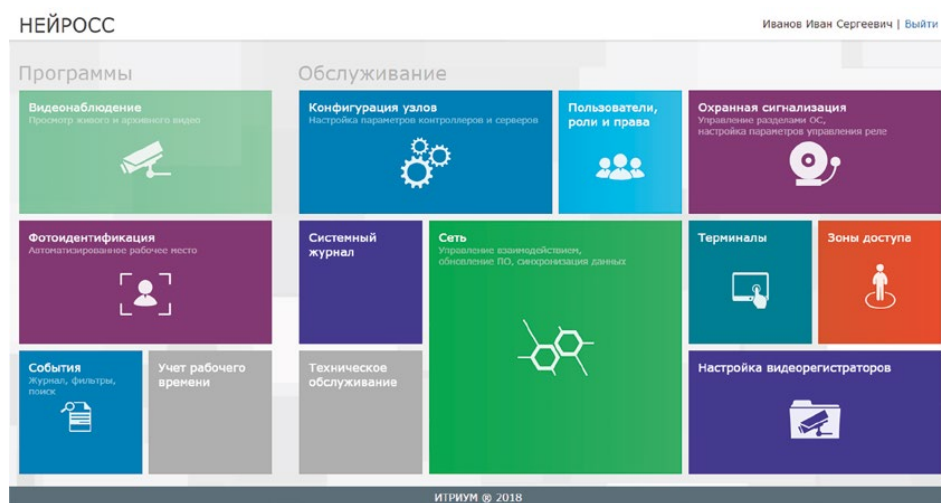 НЕЙРОСС
Иванов Иван Сергеевич | Выйти
Программы
Обслуживание
Видеонаблюдение
Просмотр живого и архивного видео
Конфигурация узлов
Настройка параметров контроллеров и серверов
Пользователи,
роли и права
Охранная сигнализация
Управление разделами ОС,
настройка параметров управления реле
Фотоидентификация
Автоматизированное рабочее место
Системный
журнал
Сеть
Управление взаимодействием,
обновление ПО, синхронизация данных
Терминалы
Зоны доступа
События
Журнал, фильтры,
поиск
Учет рабочего
времени
Техническое
обслуживание
Настройка видеорегистраторов
ИТРИУМ ® 2018